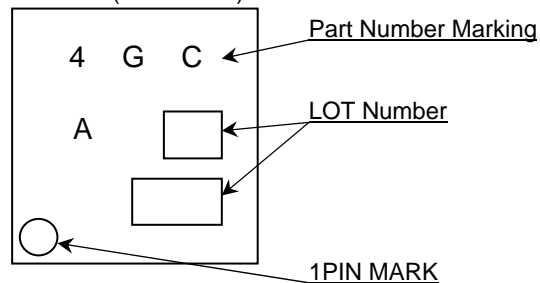 4 G C
Part Number Marking
A
LOT Number
1PIN MARK